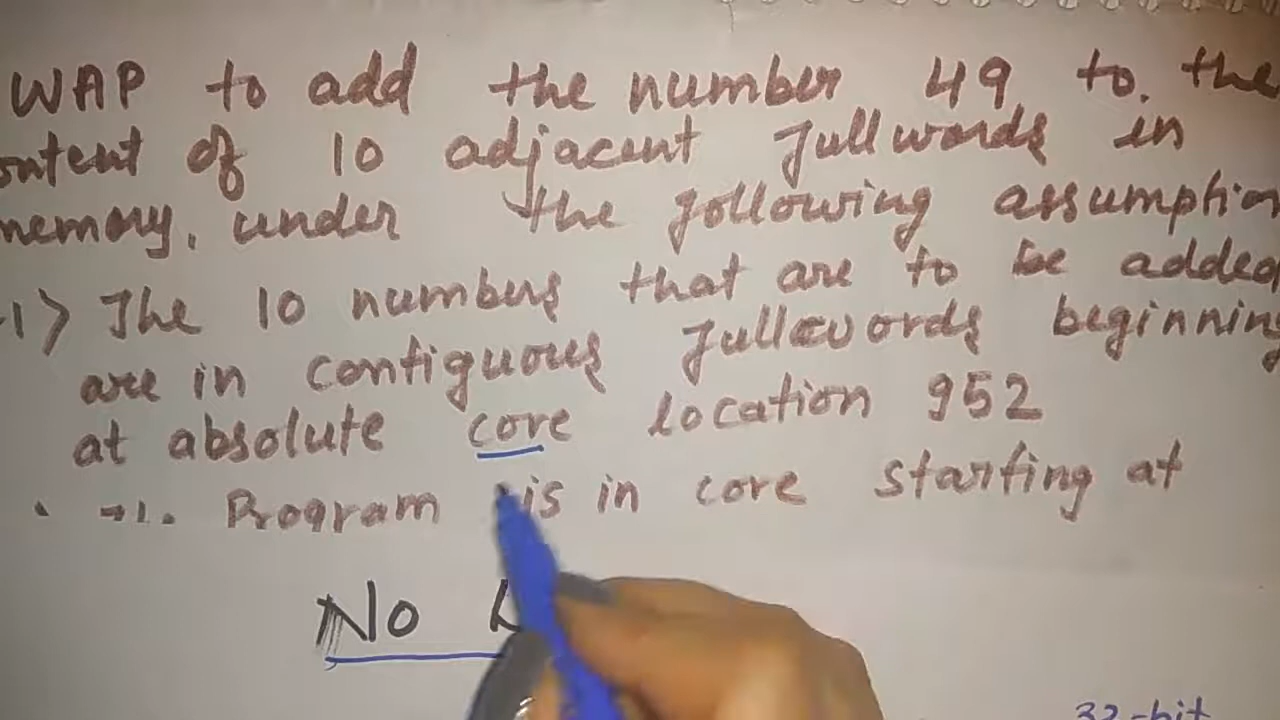 WAP to add the number 49 to the
ontent of 10 adjacent fullwords in
memory, under the following assumption
1) The 10 numbers that are to be added
are in contiguous fullwords beginning
at absolute core location 952
Program is in core starting at
No
32-bit